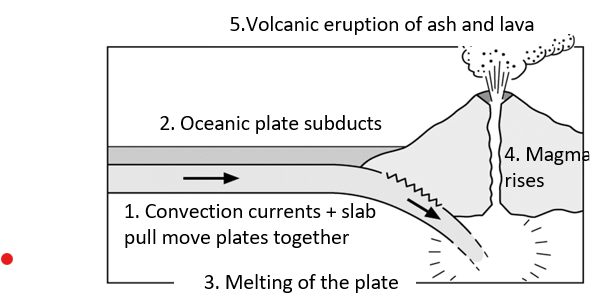 5.Volcanic eruption of ash and lava
2. Oceanic plate subducts
4. Magma
rises
1. Convection currents + slab
pull move plates together
3. Melting of the plate